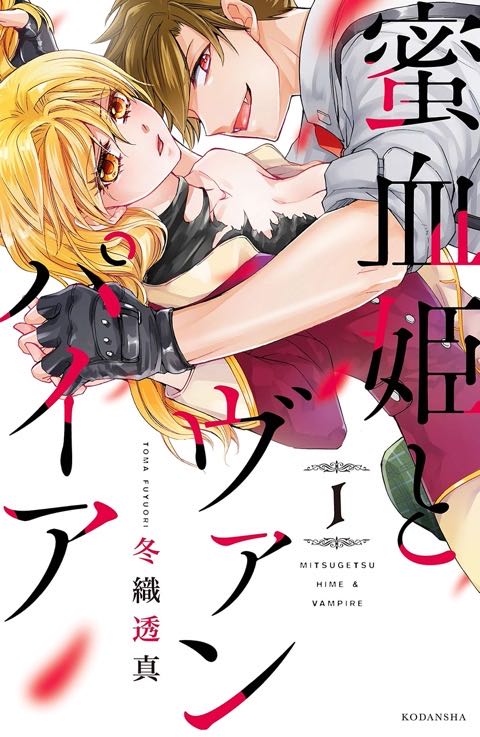 蜜血姫と
ヴァン
パイア
1
MITSUGETSU
HIME &
VAMPIRE
TOMA FUYUORI
冬織透真
KODANSHA